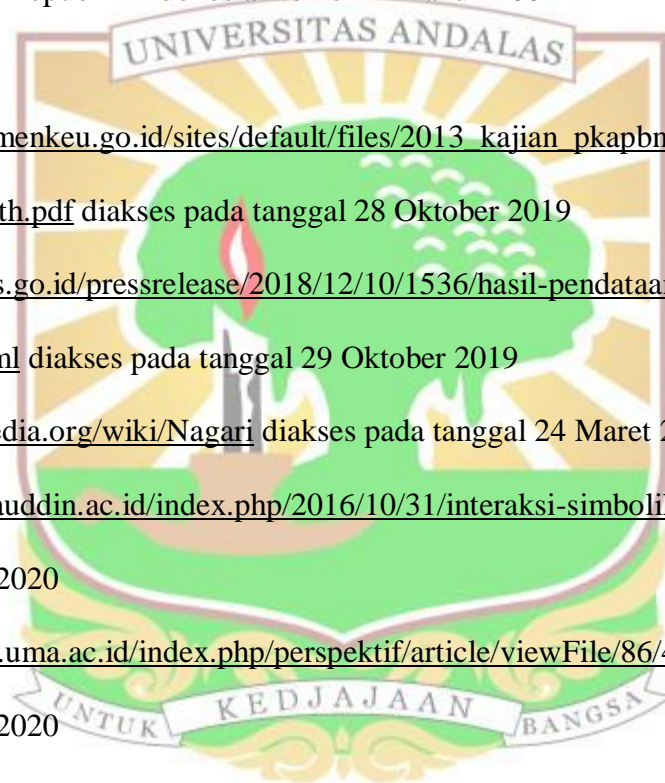 UNIVERSITAS ANDALAS
menkeu.go.id/sites/default/files/2013_kajian_pkapbn
th.pdf diakses pada tanggal 28 Oktober 2019
s.go.id/pressrelease/2018/12/10/1536/hasil-pendataan
ml diakses pada tanggal 29 Oktober 2019
edia.org/wiki/Nagari diakses pada tanggal 24 Maret 2
auddin.ac.id/index.php/2016/10/31/interaksi-simboli
2020
.uma.ac.id/index.php/perspektif/article/viewFile/86/4
2020
UNTUK KEDJAJAAN BANGSA